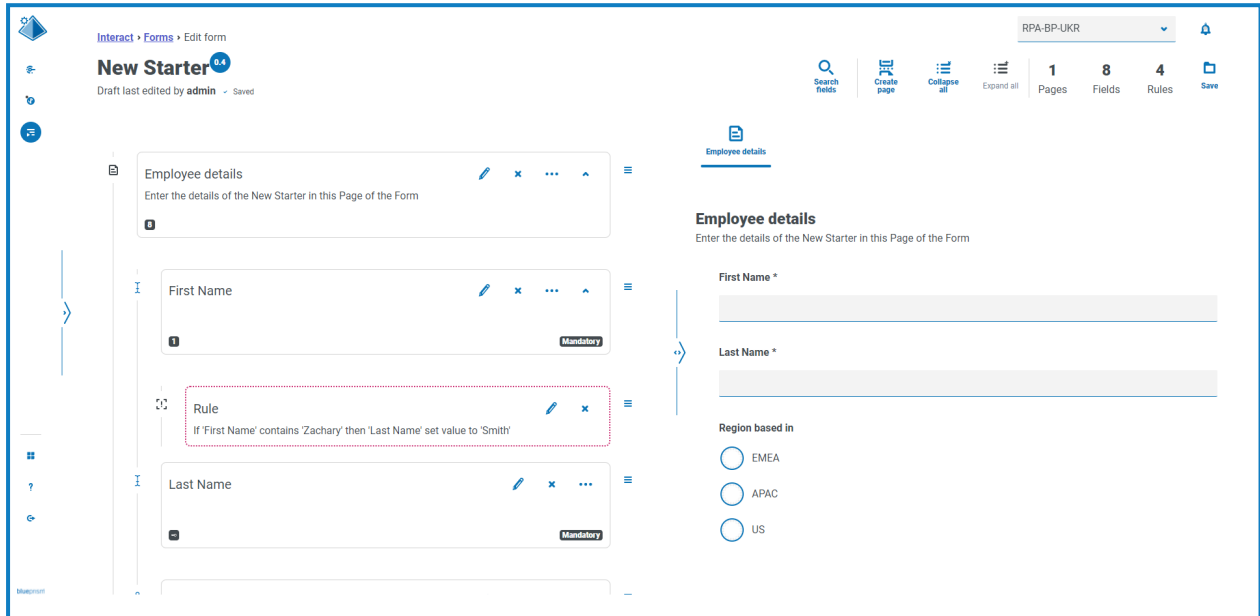 Interact › Forms › Edit form
RPA-BP-UKR
New Starter 0.4
Draft last edited by admin ✓ Saved
Search fields
Create page
Collapse all
Expand all
1 Pages
8 Fields
4 Rules
Save
Employee details
Enter the details of the New Starter in this Page of the Form
8
First Name
1
Mandatory
Rule
If 'First Name' contains 'Zachary' then 'Last Name' set value to 'Smith'
Last Name
Mandatory
Employee details
Employee details
Enter the details of the New Starter in this Page of the Form
First Name *
Last Name *
Region based in
EMEA
APAC
US
?
blueprism